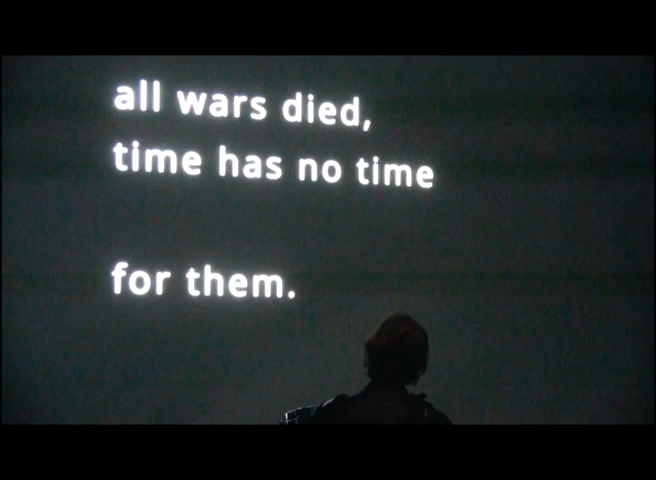 all wars died,
time has no time
for them.